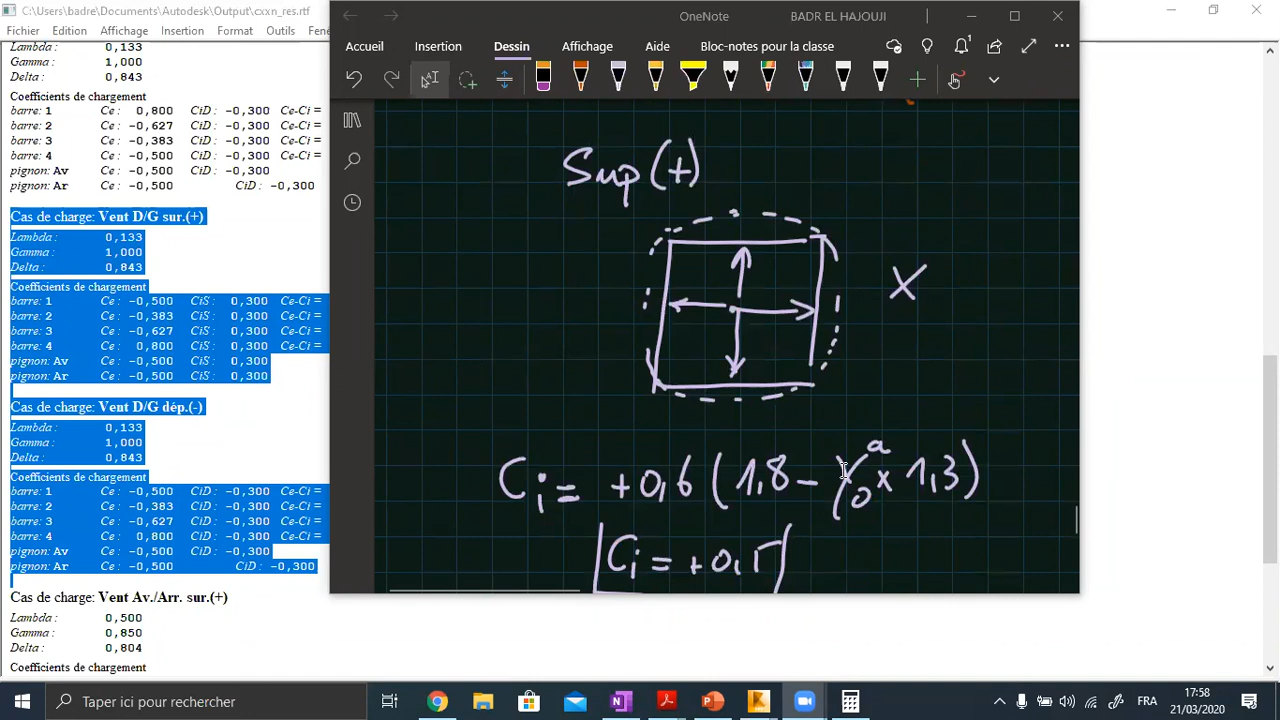 C:\Users\badre\Documents\Autodesk\Output\cxxn_res.rtf
Fichier Edition Affichage Insertion Format Outils
Lambda : 0,133
Gamma : 1,000
Delta : 0,843
Coefficients de chargement
barre: 1 Ce : 0,800 CiD : -0,300 Ce-Ci =
barre: 2 Ce : -0,627 CiD : -0,300 Ce-Ci =
barre: 3 Ce : -0,383 CiD : -0,300 Ce-Ci =
barre: 4 Ce : -0,500 CiD : -0,300 Ce-Ci =
pignon: Av Ce : -0,500 CiD : -0,300
pignon: Ar Ce : -0,500 CiD : -0,300
Cas de charge: Vent D/G sur.(+)
Lambda : 0,133
Gamma : 1,000
Delta : 0,843
Coefficients de chargement
barre: 1 Ce : -0,500 CiS : 0,300 Ce-Ci =
barre: 2 Ce : -0,383 CiS : 0,300 Ce-Ci =
barre: 3 Ce : -0,627 CiS : 0,300 Ce-Ci =
barre: 4 Ce : 0,800 CiS : 0,300 Ce-Ci =
pignon: Av Ce : -0,500 CiS : 0,300
pignon: Ar Ce : -0,500 CiS : 0,300
Cas de charge: Vent D/G dép.(-)
Lambda : 0,133
Gamma : 1,000
Delta : 0,843
Coefficients de chargement
barre: 1 Ce : -0,500 CiD : -0,300 Ce-Ci =
barre: 2 Ce : -0,383 CiD : -0,300 Ce-Ci =
barre: 3 Ce : -0,627 CiD : -0,300 Ce-Ci =
barre: 4 Ce : 0,800 CiD : -0,300 Ce-Ci =
pignon: Av Ce : -0,500 CiD : -0,300
pignon: Ar Ce : -0,500 CiD : -0,300
Cas de charge: Vent Av./Arr. sur.(+)
Lambda : 0,500
Gamma : 0,850
Delta : 0,804
Coefficients de chargement
OneNote BADR EL HAJOUJI
Accueil Insertion Dessin Affichage Aide Bloc-notes pour la classe
Sup (+)
X
Ci = +0,6 (1,8 - 0 x 1,3)
Ci = +0,
Taper ici pour rechercher
FRA
17:58
21/03/2020